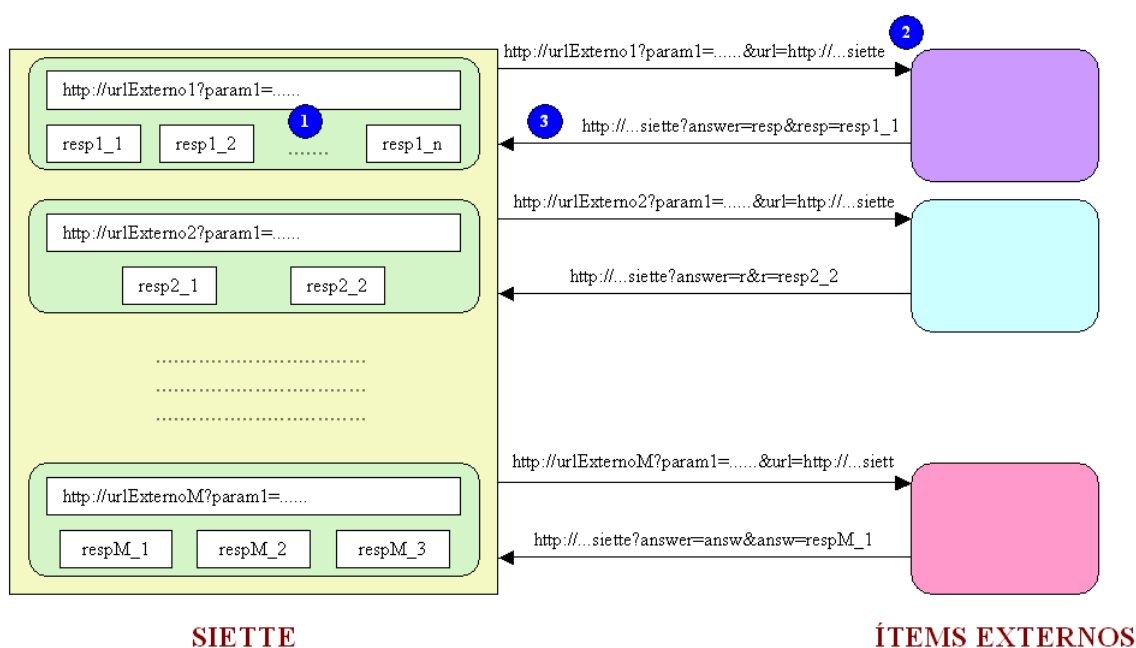 2
http://urlExterno1?param1=......&url=http://...siette
http://urlExterno1?param1=......
1
3
http://...siette?answer=resp&resp=resp1_1
resp1_1 resp1_2 ....... resp1_n
http://urlExterno2?param1=......&url=http://...siette
http://urlExterno2?param1=......
http://...siette?answer=r&r=resp2_2
resp2_1 resp2_2
..................................
..................................
..................................
http://urlExternoM?param1=......&url=http://...siett
http://urlExternoM?param1=......
http://...siette?answer=answ&answ=respM_1
respM_1 respM_2 respM_3
SIETTE
ÍTEMS EXTERNOS